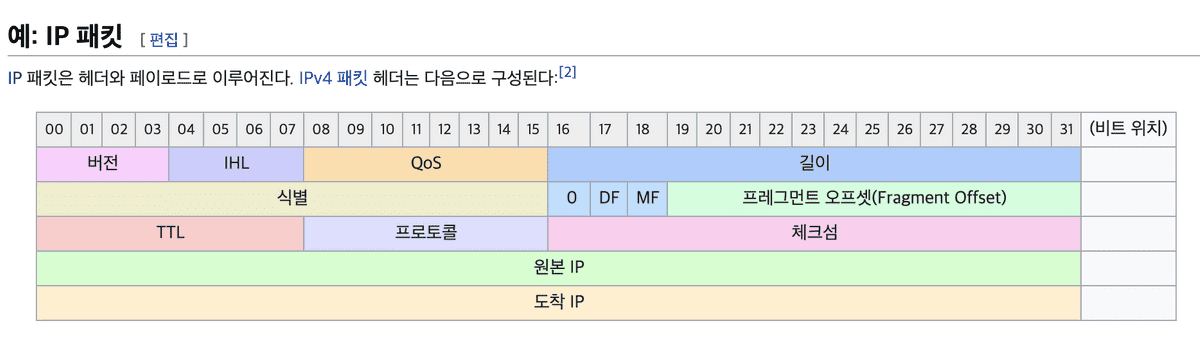 예: IP 패킷 [ 편집 ]
IP 패킷은 헤더와 페이로드로 이루어진다. IPv4 패킷 헤더는 다음으로 구성된다:[2]
00 01 02 03 04 05 06 07 08 09 10 11 12 13 14 15 16 17 18 19 20 21 22 23 24 25 26 27 28 29 30 31 (비트 위치)
버전 IHL QoS 길이
식별 0 DF MF 프레그먼트 오프셋(Fragment Offset)
TTL 프로토콜 체크섬
원본 IP
도착 IP